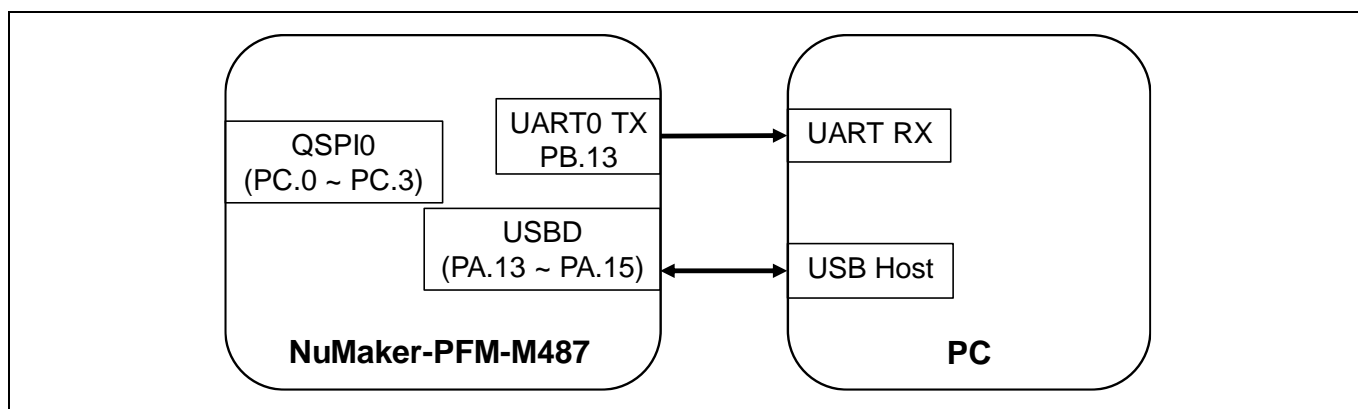 QSPI0
(PC.0 ~ PC.3)
UART0 TX
PB.13
USBD
(PA.13 ~ PA.15)
NuMaker-PFM-M487
UART RX
USB Host
PC